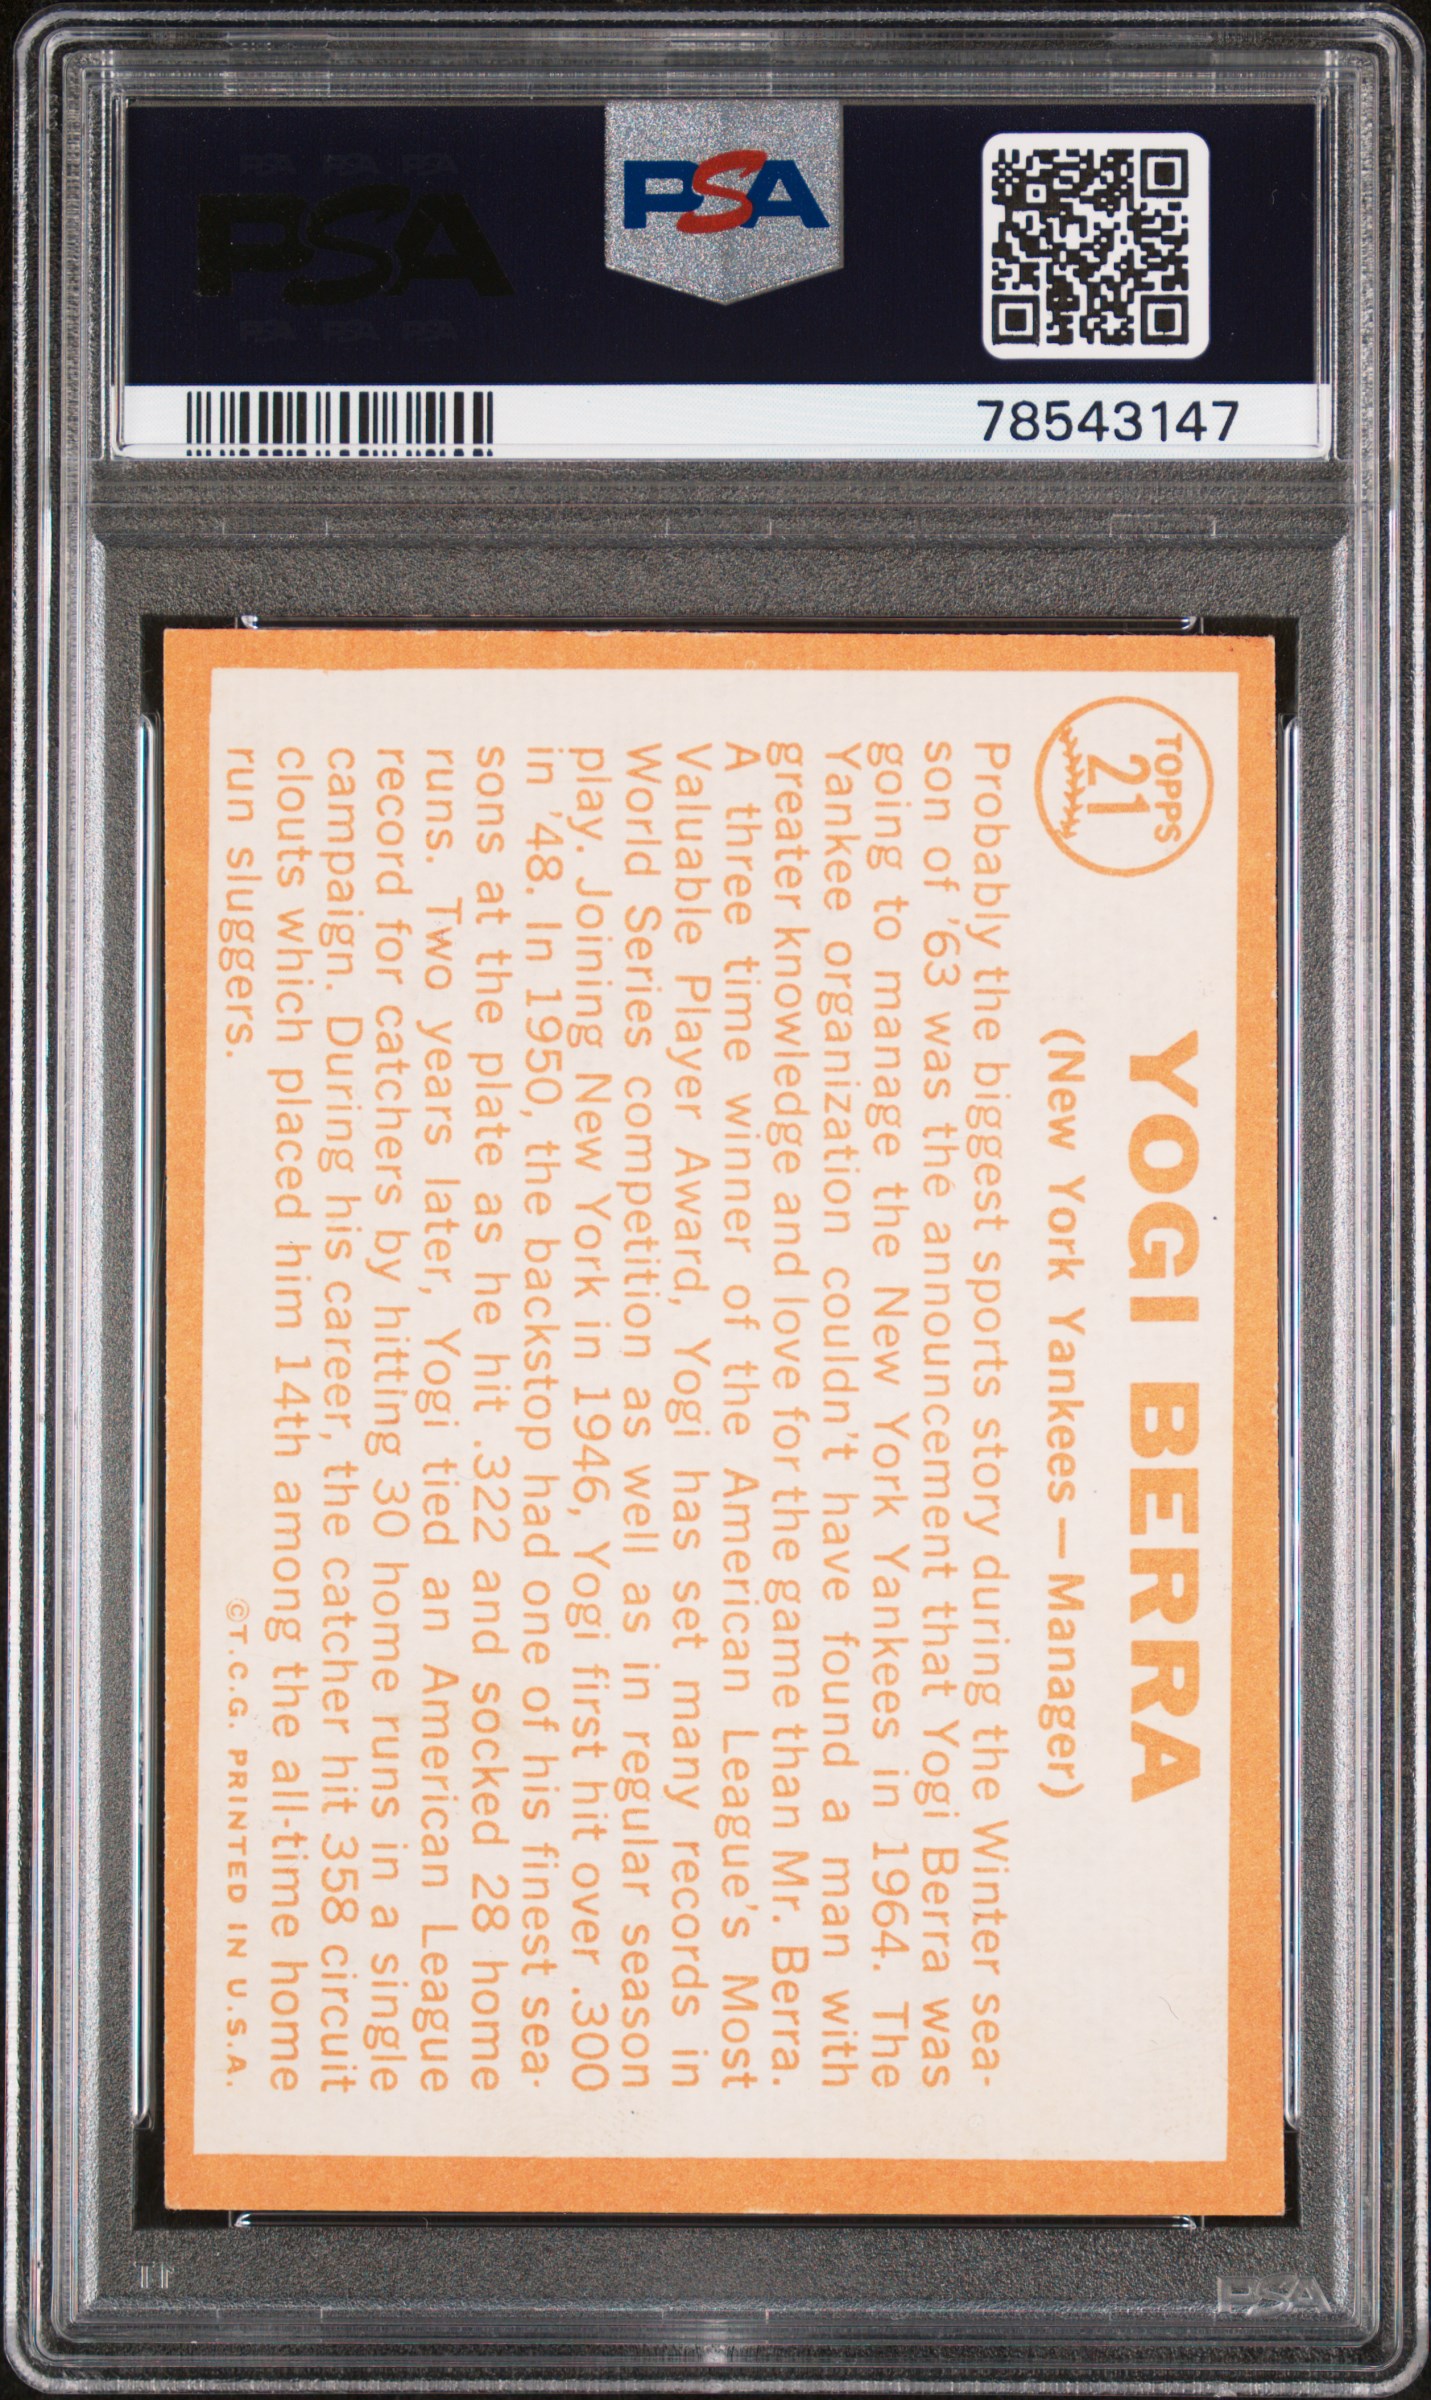 PSA PSA PSA
PSA
PSA PSA PSA
PSA
78543147
TOPPS
21
YOGI BERRA
(New York Yankees — Manager)
Probably the biggest sports story during the Winter sea-
son of '63 was the announcement that Yogi Berra was
going to manage the New York Yankees in 1964. The
Yankee organization couldn't have found a man with
greater knowledge and love for the game than Mr. Berra.
A three time winner of the American League's Most
Valuable Player Award, Yogi has set many records in
World Series competition as well as in regular season
play. Joining New York in 1946, Yogi first hit over .300
in '48. In 1950, the backstop had one of his finest sea-
sons at the plate as he hit .322 and socked 28 home
runs. Two years later, Yogi tied an American League
record for catchers by hitting 30 home runs in a single
campaign. During his career, the catcher hit 358 circuit
clouts which placed him 14th among the all-time home
run sluggers.
©T.C.G. PRINTED IN U.S.A.
PSA